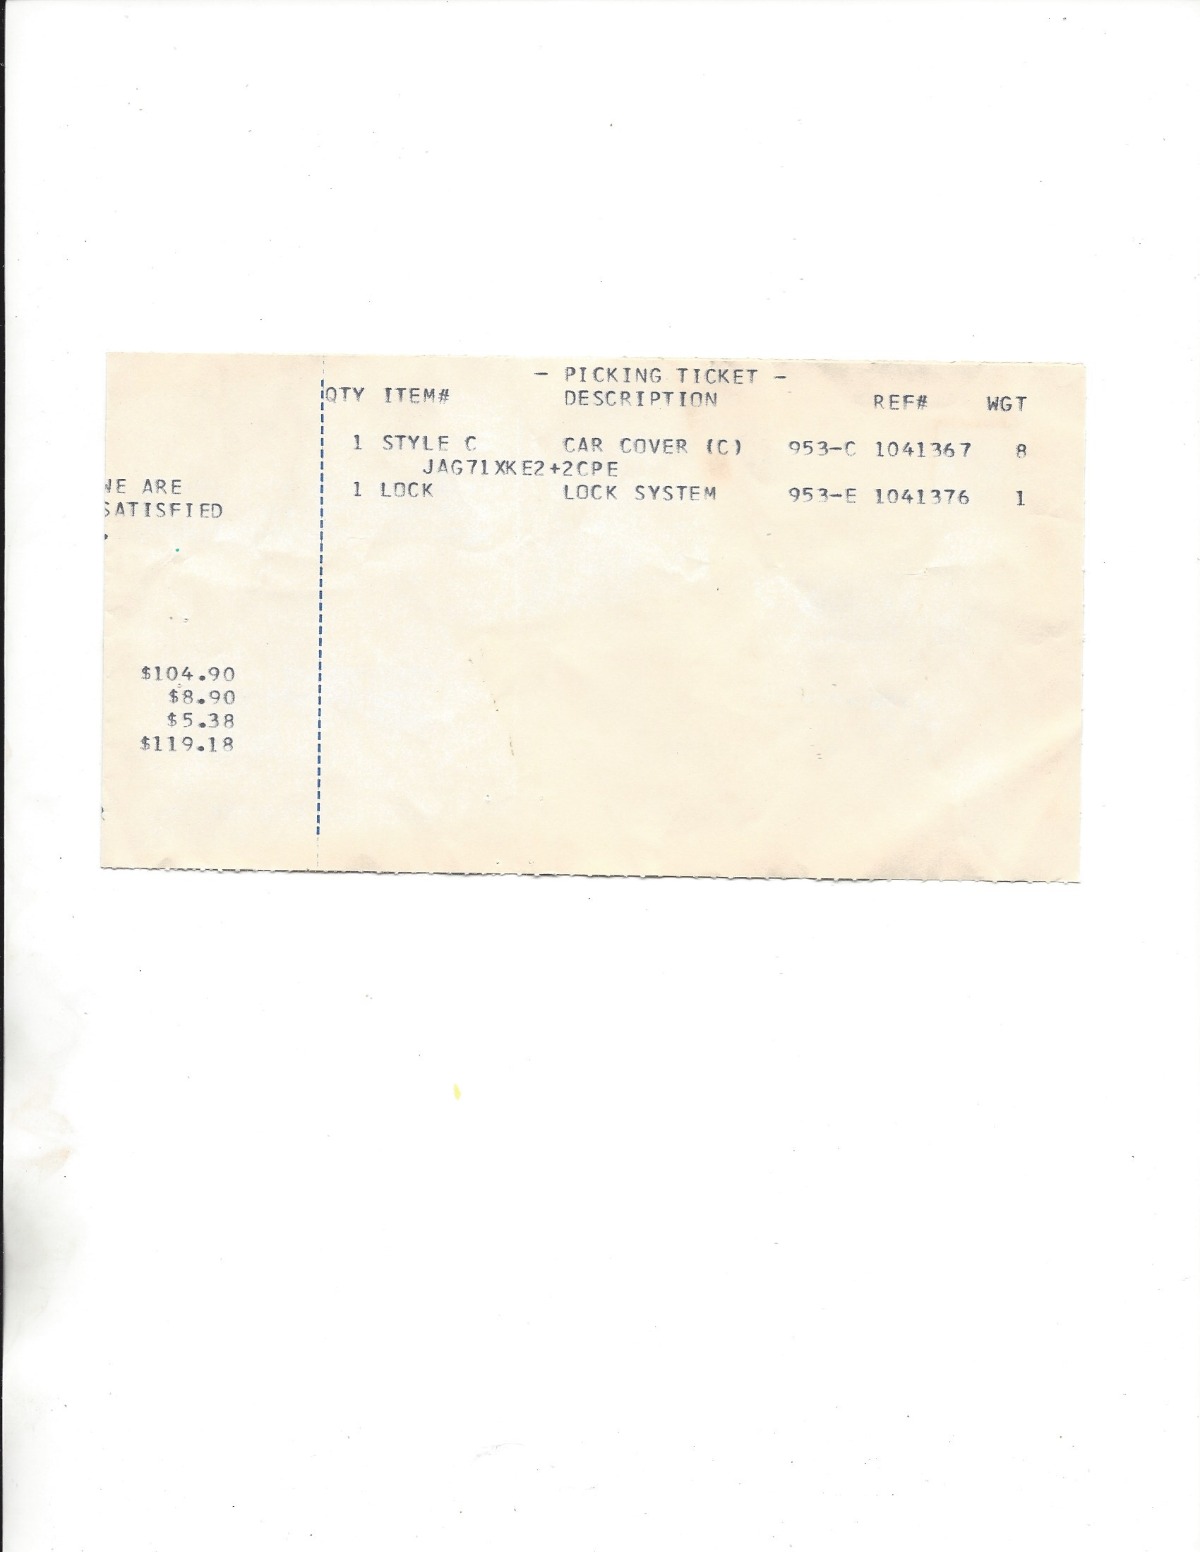 - PICKING TICKET -
QTY ITEM# DESCRIPTION REF# WGT
1 STYLE C CAR COVER (C) 953-C 1041367 8
JAG71XKE2+2CPE
1 LOCK LOCK SYSTEM 953-E 1041376 1
WE ARE
SATISFIED
$104.90
$8.90
$5.38
$119.18